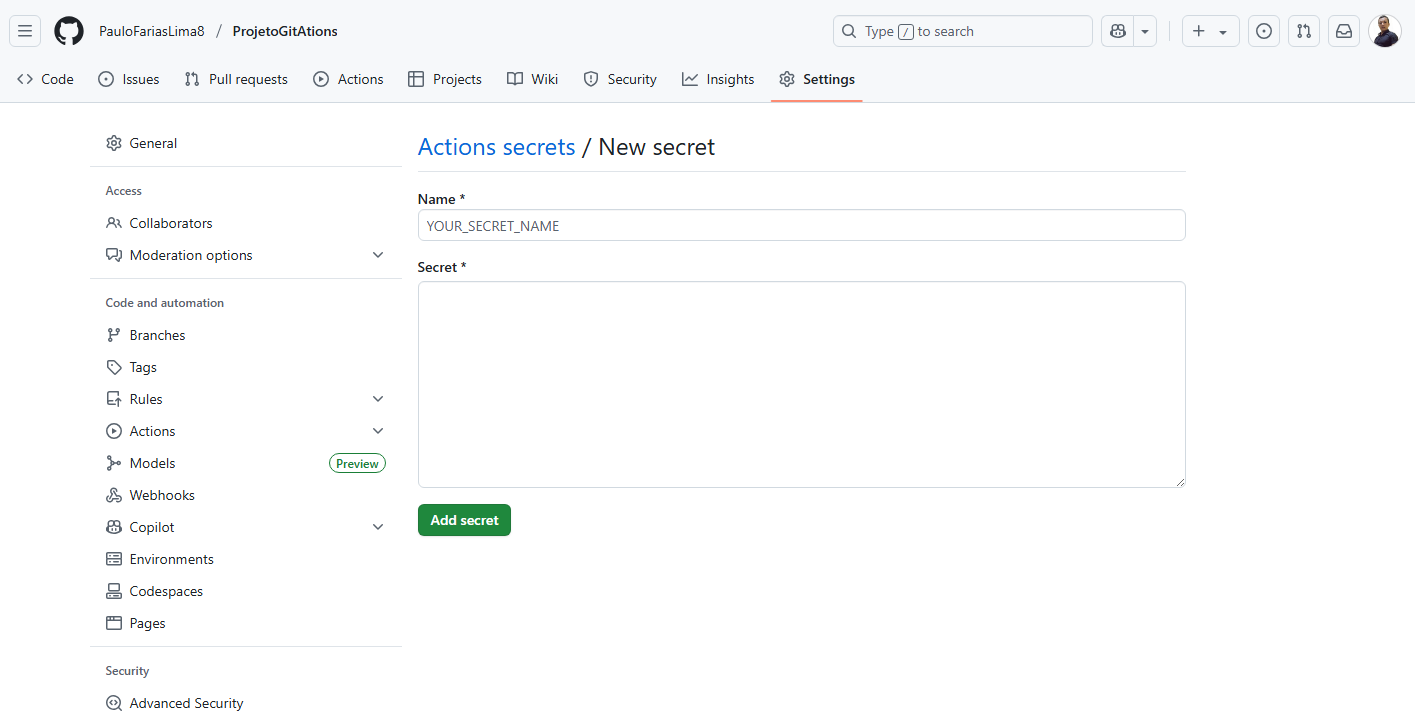 PauloFariasLima8 / ProjetoGitAtions
Type / to search
Code Issues Pull requests Actions Projects Wiki Security Insights Settings
General
Access
Collaborators
Moderation options
Code and automation
Branches
Tags
Rules
Actions
Models Preview
Webhooks
Copilot
Environments
Codespaces
Pages
Security
Advanced Security
Actions secrets / New secret
Name *
YOUR_SECRET_NAME
Secret *
Add secret